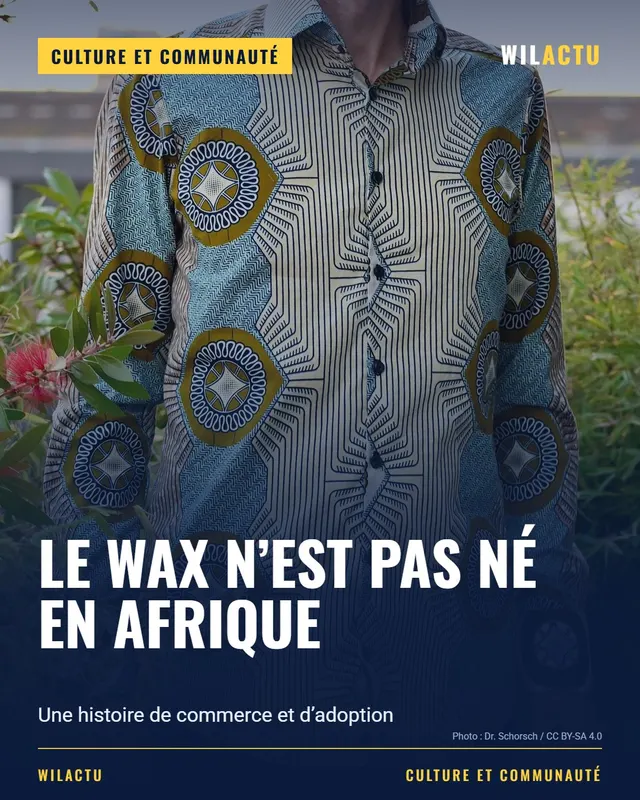 CULTURE ET COMMUNAUTÉ
WILACTU
LE WAX N’EST PAS NÉ
EN AFRIQUE
Une histoire de commerce et d’adoption
Photo : Dr. Schorsch / CC BY-SA 4.0
WILACTU
CULTURE ET COMMUNAUTÉ